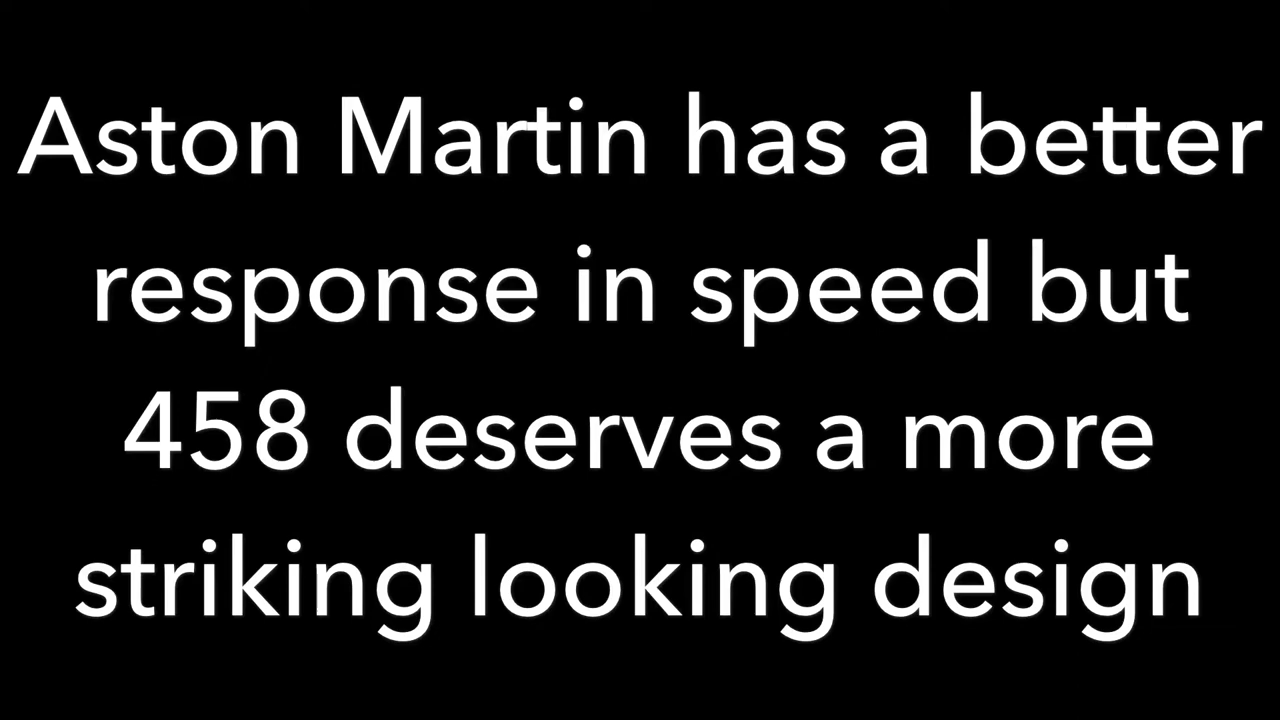 Aston Martin has a better
response in speed but
458 deserves a more
striking looking design